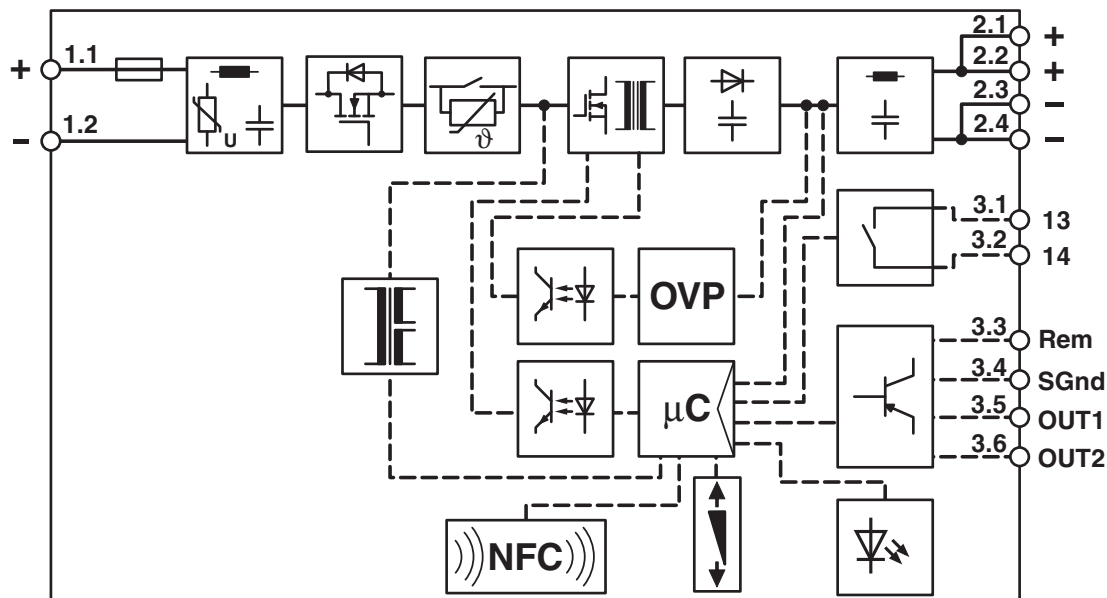 + 1.1
− 1.2
U
ϑ
2.1 +
2.2 +
2.3 −
2.4 −
3.1 13
3.2 14
OVP
3.3 Rem
3.4 SGnd
μC
3.5 OUT1
3.6 OUT2
NFC